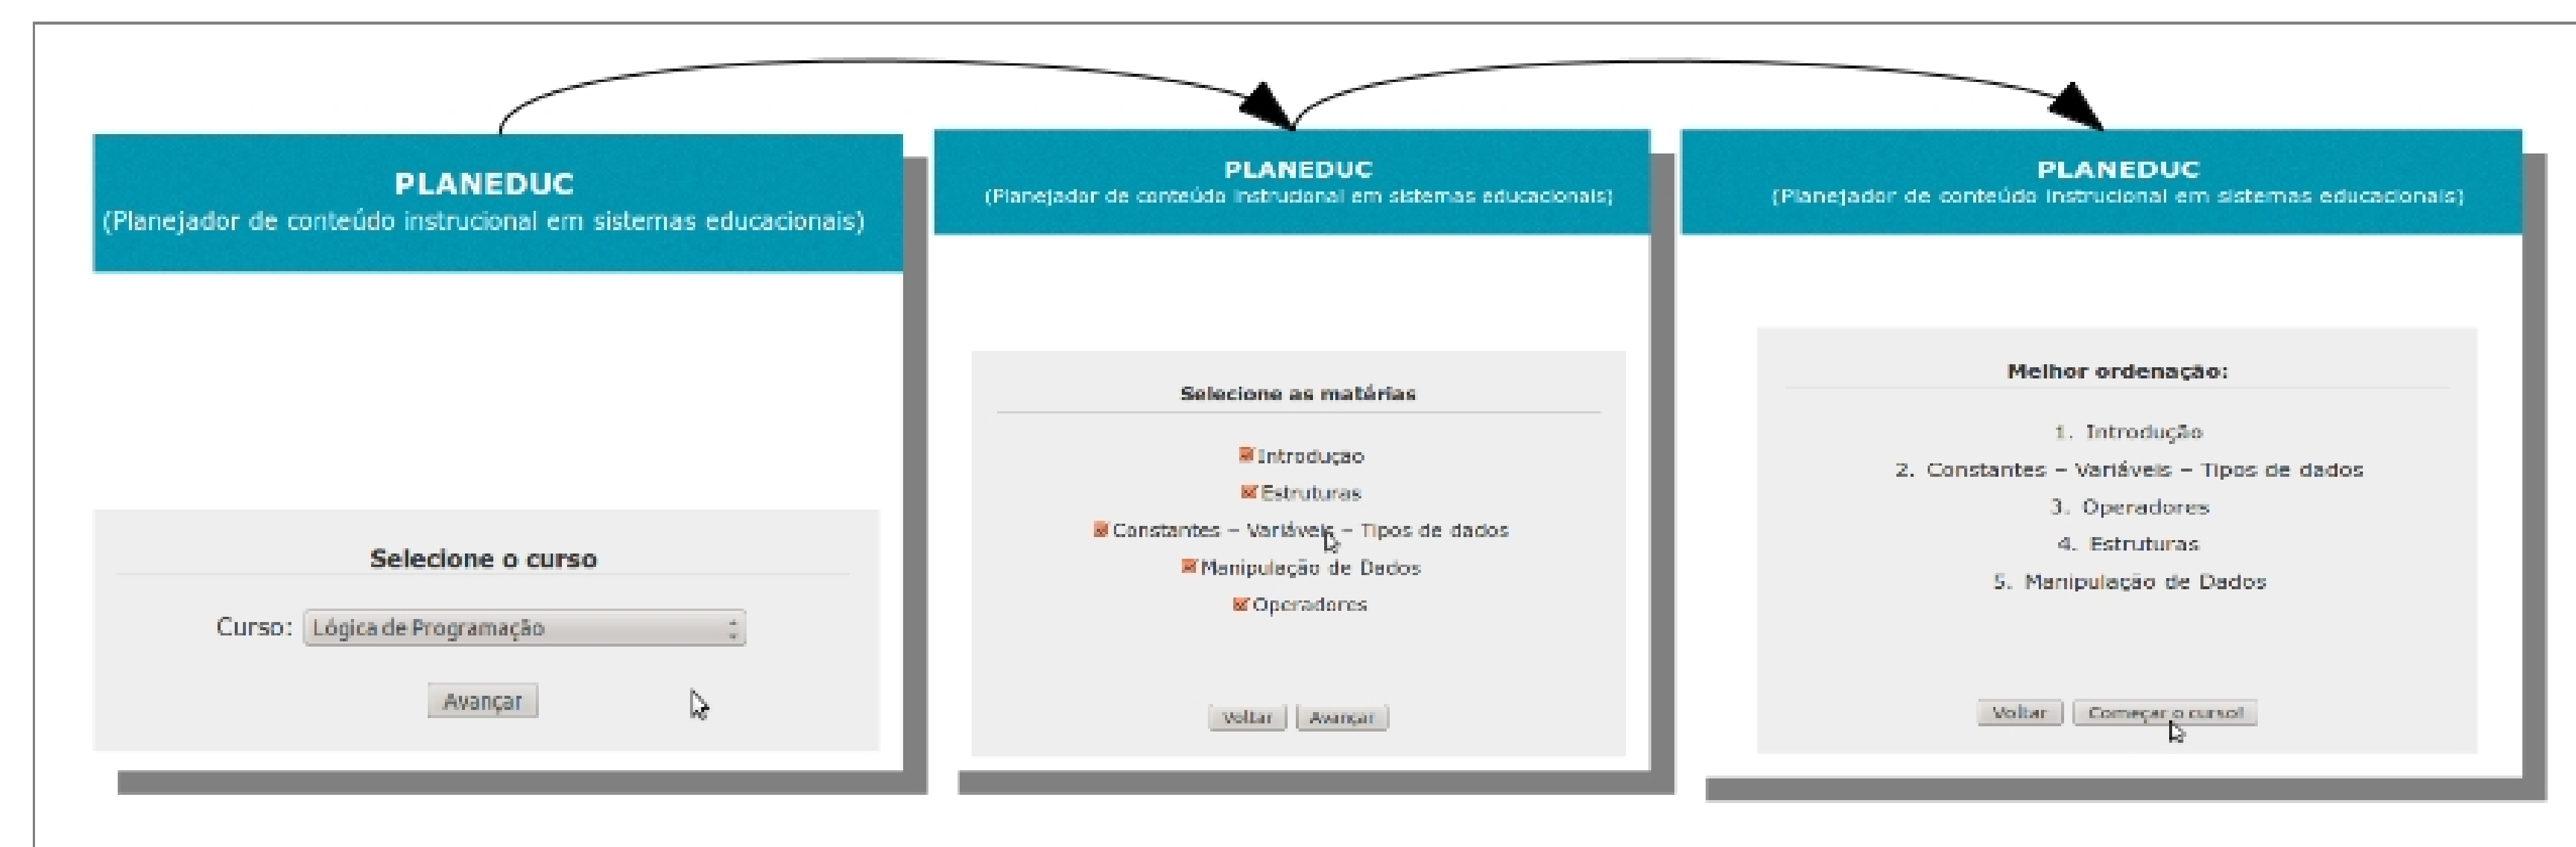 PLANEDUC
(Planejador de conteúdo instrucional em sistemas educacionais)
Selecione o curso
Curso: Lógica de Programação
Avançar
PLANEDUC
(Planejador de conteúdo instrucional em sistemas educacionais)
Selecione as matérias
Introdução
Estruturas
Constantes – Variáveis – Tipos de dados
Manipulação de Dados
Operadores
Voltar Avançar
PLANEDUC
(Planejador de conteúdo instrucional em sistemas educacionais)
Melhor ordenação:
1. Introdução
2. Constantes – Variáveis – Tipos de dados
3. Operadores
4. Estruturas
5. Manipulação de Dados
Voltar Começar o curso!